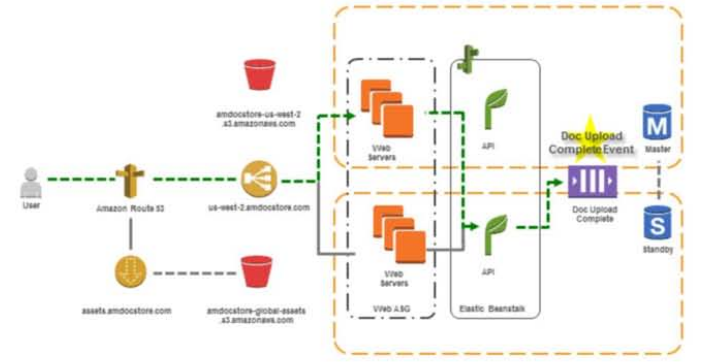 amdocstore-us-west-2
.s3.amazonaws.com
Web
Servers
API
Doc Upload
Complete Event
M
Master
User
Amazon Route 53
us-west-2.amdocstore.com
Doc Upload
Complete
S
Standby
Web
Servers
API
assets.amdocstore.com
amdocstore-global-assets
.s3.amazonaws.com
Web ASG
Elastic Beanstalk